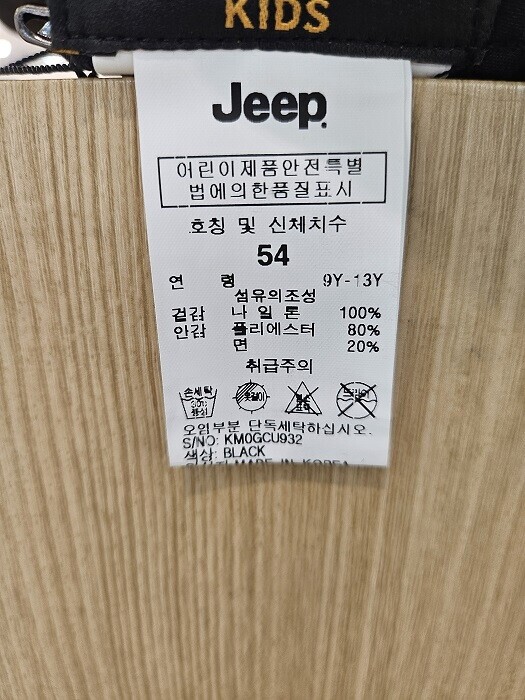 KIDS
Jeep
어린이제품안전특별
법에의한품질표시
호칭 및 신체치수
54
연 령 9Y-13Y
섬유의조성
겉감 나 일 론 100%
안감 폴리에스터 80%
면 20%
취급주의
손세탁
오염부분 단독세탁하십시오.
S/NO: KM0GCU932
색상: BLACK
MADE IN KOREA